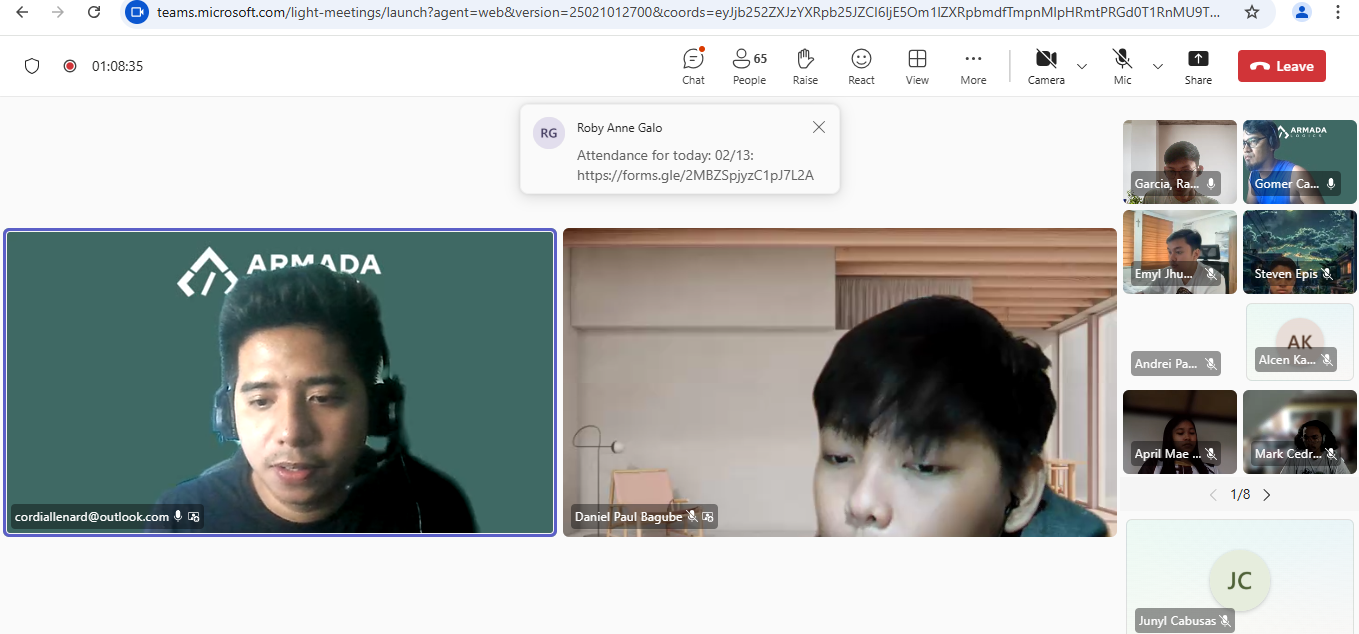 teams.microsoft.com/light-meetings/launch?agent=web&version=25021012700&coords=eyJjb252ZXJzYXRpb25JZCI6IjE5Om1lZXRpbmdfTmpnMlpHRmtPRGd0T1RnMU9T...
01:08:35
Chat
65
People
Raise
React
View
More
Camera
Mic
Share
Leave
RG
Roby Anne Galo
Attendance for today: 02/13:
https://forms.gle/2MBZSpjyzC1pJ7L2A
ARMADA
cordiallenard@outlook.com
Daniel Paul Bagube
Garcia, Ra...
ARMADA
LOGICS
Gomer Ca...
Emyl Jhu...
Steven Epis
Andrei Pa...
AK
Alcen Ka...
April Mae ...
Mark Cedr...
1/8
JC
Junyl Cabusas